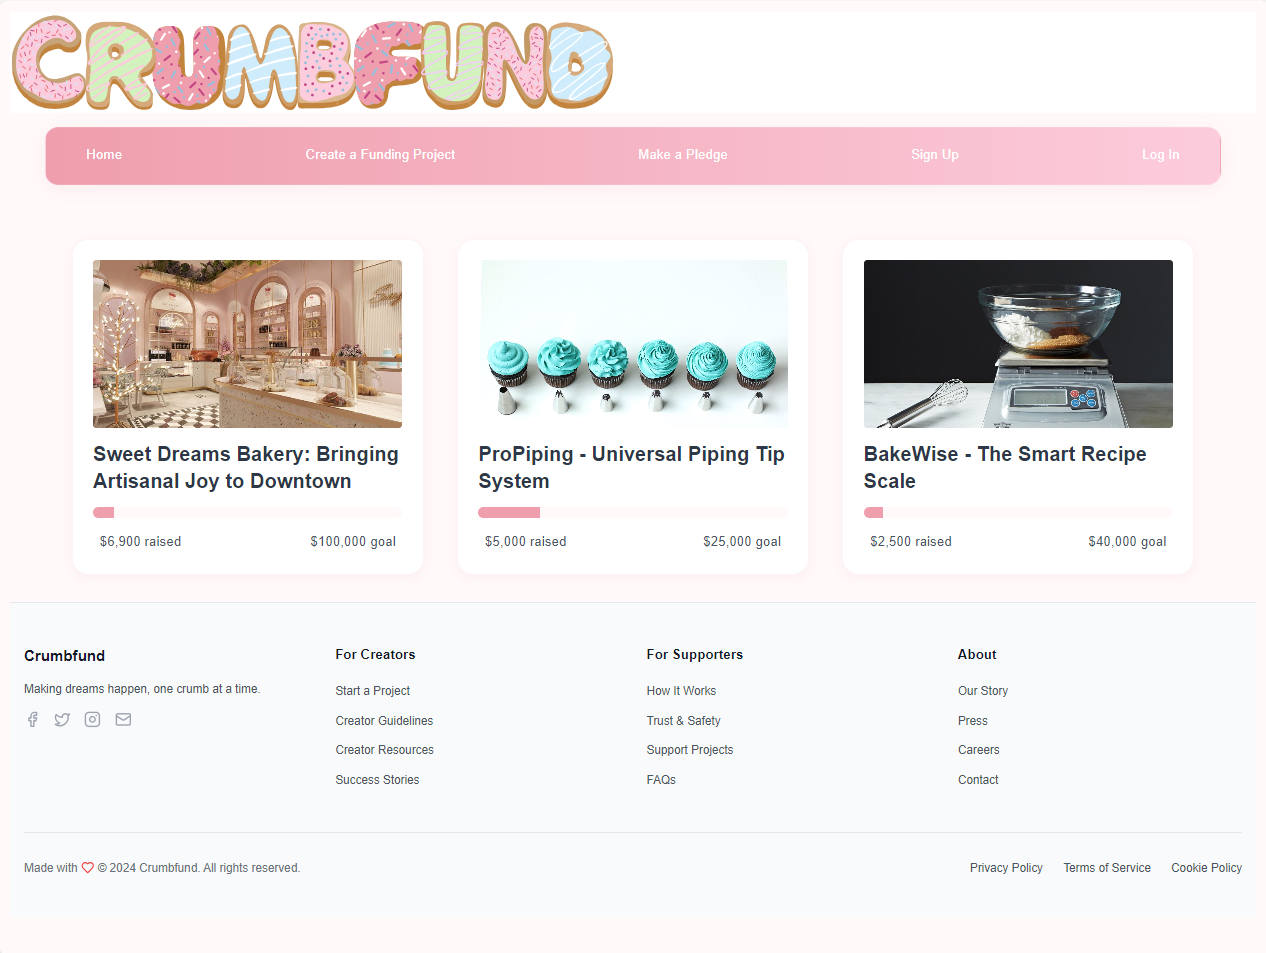 CRUMBFUND
Home Create a Funding Project Make a Pledge Sign Up Log In
Sweet Dreams Bakery: Bringing
Artisanal Joy to Downtown
$6,900 raised $100,000 goal
ProPiping - Universal Piping Tip
System
$5,000 raised $25,000 goal
BakeWise - The Smart Recipe
Scale
$2,500 raised $40,000 goal
Crumbfund
Making dreams happen, one crumb at a time.
For Creators
Start a Project
Creator Guidelines
Creator Resources
Success Stories
For Supporters
How It Works
Trust & Safety
Support Projects
FAQs
About
Our Story
Press
Careers
Contact
Made with © 2024 Crumbfund. All rights reserved.
Privacy Policy Terms of Service Cookie Policy